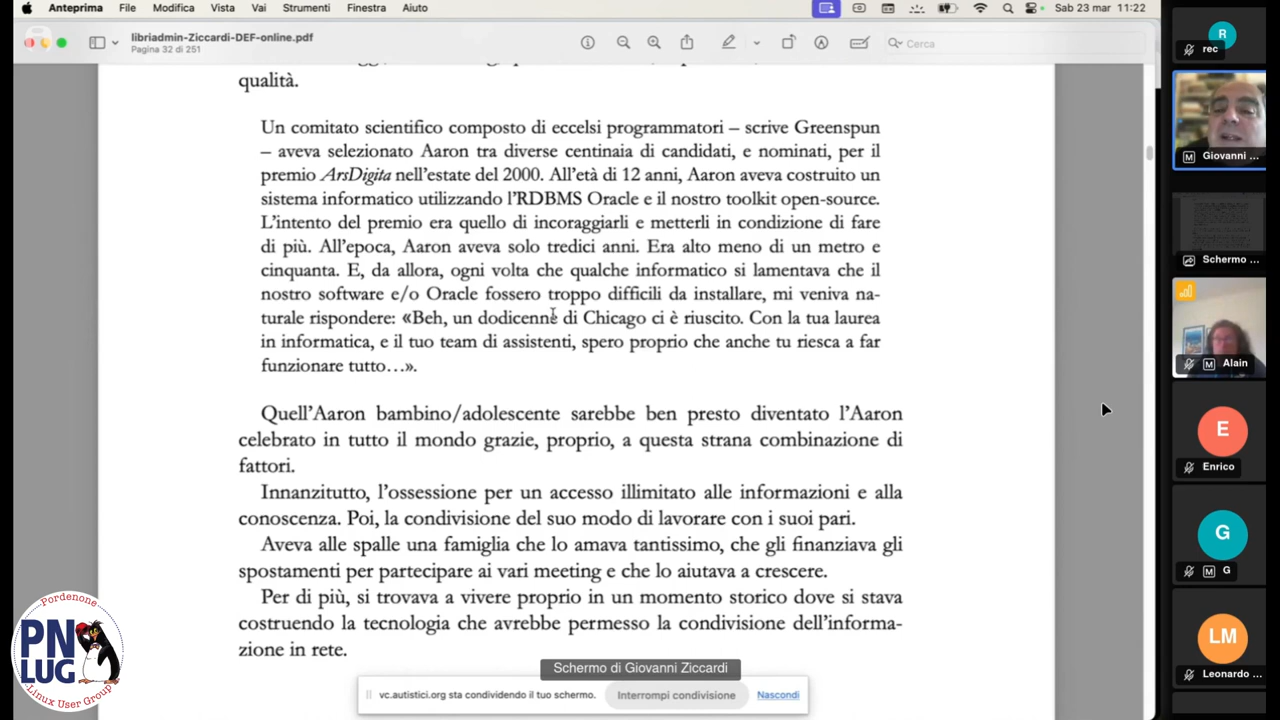 Anteprima File Modifica Vista Vai Strumenti Finestra Aiuto Sab 23 mar 11:22
libriadmin-Ziccardi-DEF-online.pdf
Pagina 32 di 251
Cerca
qualità.
Un comitato scientifico composto di eccelsi programmatori – scrive Greenspun
– aveva selezionato Aaron tra diverse centinaia di candidati, e nominati, per il
premio ArsDigita nell'estate del 2000. All'età di 12 anni, Aaron aveva costruito un
sistema informatico utilizzando l'RDBMS Oracle e il nostro toolkit open-source.
L'intento del premio era quello di incoraggiarli e metterli in condizione di fare
di più. All'epoca, Aaron aveva solo tredici anni. Era alto meno di un metro e
cinquanta. E, da allora, ogni volta che qualche informatico si lamentava che il
nostro software e/o Oracle fossero troppo difficili da installare, mi veniva na-
turale rispondere: «Beh, un dodicenne di Chicago ci è riuscito. Con la tua laurea
in informatica, e il tuo team di assistenti, spero proprio che anche tu riesca a far
funzionare tutto…».
Quell'Aaron bambino/adolescente sarebbe ben presto diventato l'Aaron
celebrato in tutto il mondo grazie, proprio, a questa strana combinazione di
fattori.
Innanzitutto, l'ossessione per un accesso illimitato alle informazioni e alla
conoscenza. Poi, la condivisione del suo modo di lavorare con i suoi pari.
Aveva alle spalle una famiglia che lo amava tantissimo, che gli finanziava gli
spostamenti per partecipare ai vari meeting e che lo aiutava a crescere.
Per di più, si trovava a vivere proprio in un momento storico dove si stava
costruendo la tecnologia che avrebbe permesso la condivisione dell'informa-
zione in rete.
Schermo di Giovanni Ziccardi
vc.autistici.org sta condividendo il tuo schermo. Interrompi condivisione Nascondi
Pordenone
PN
LUG
Linux User Group
R
rec
M Giovanni ...
Schermo ...
M Alain
E
Enrico
G
M G
LM
Leonardo ...